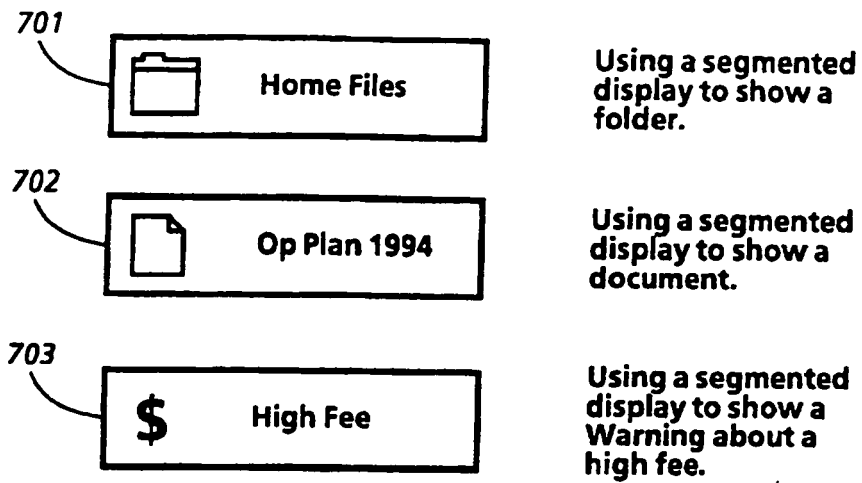 701
Home Files
Using a segmented
display to show a
folder.
702
Op Plan 1994
Using a segmented
display to show a
document.
703
$ High Fee
Using a segmented
display to show a
Warning about a
high fee.